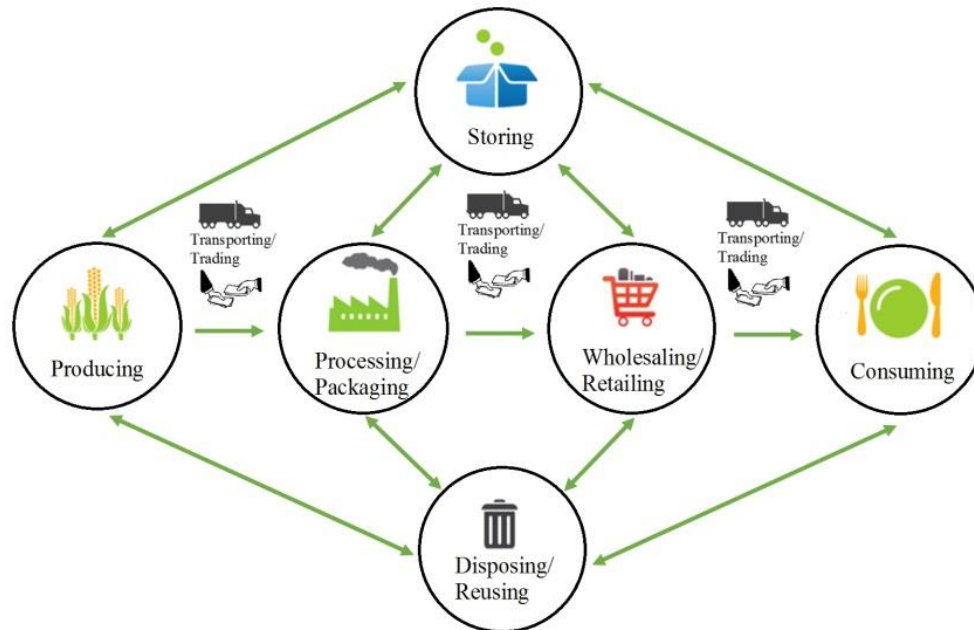 Storing
Transporting/
Trading
Transporting/
Trading
Transporting/
Trading
Producing
Processing/
Packaging
Wholesaling/
Retailing
Consuming
Disposing/
Reusing